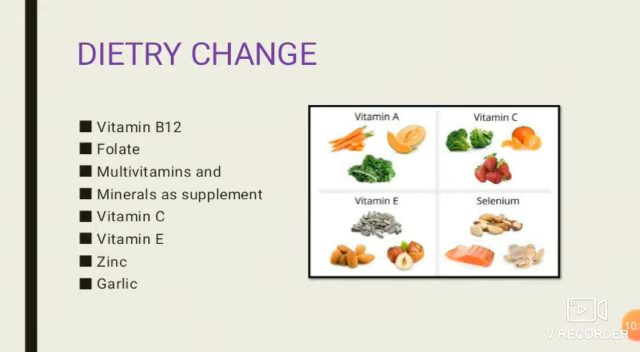 DIETRY CHANGE
Vitamin B12
Folate
Multivitamins and
Minerals as supplement
Vitamin C
Vitamin E
Zinc
Garlic
Vitamin A
Vitamin C
Vitamin E
Selenium
V RECORDER